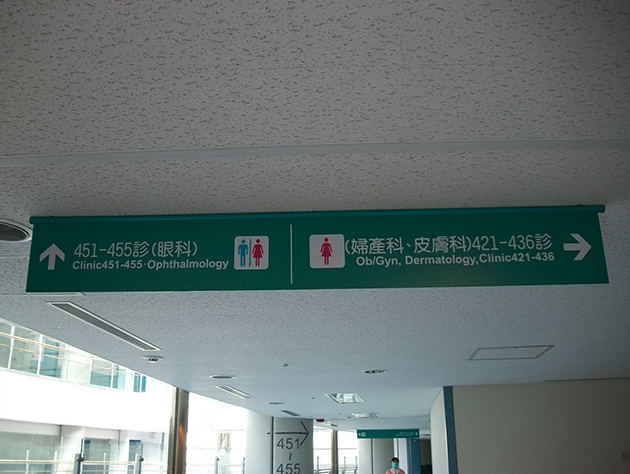 451-455診(眼科)
Clinic451-455·Ophthalmology
(婦產科、皮膚科)421-436診
Ob/Gyn, Dermatology,Clinic421-436
451
~
455